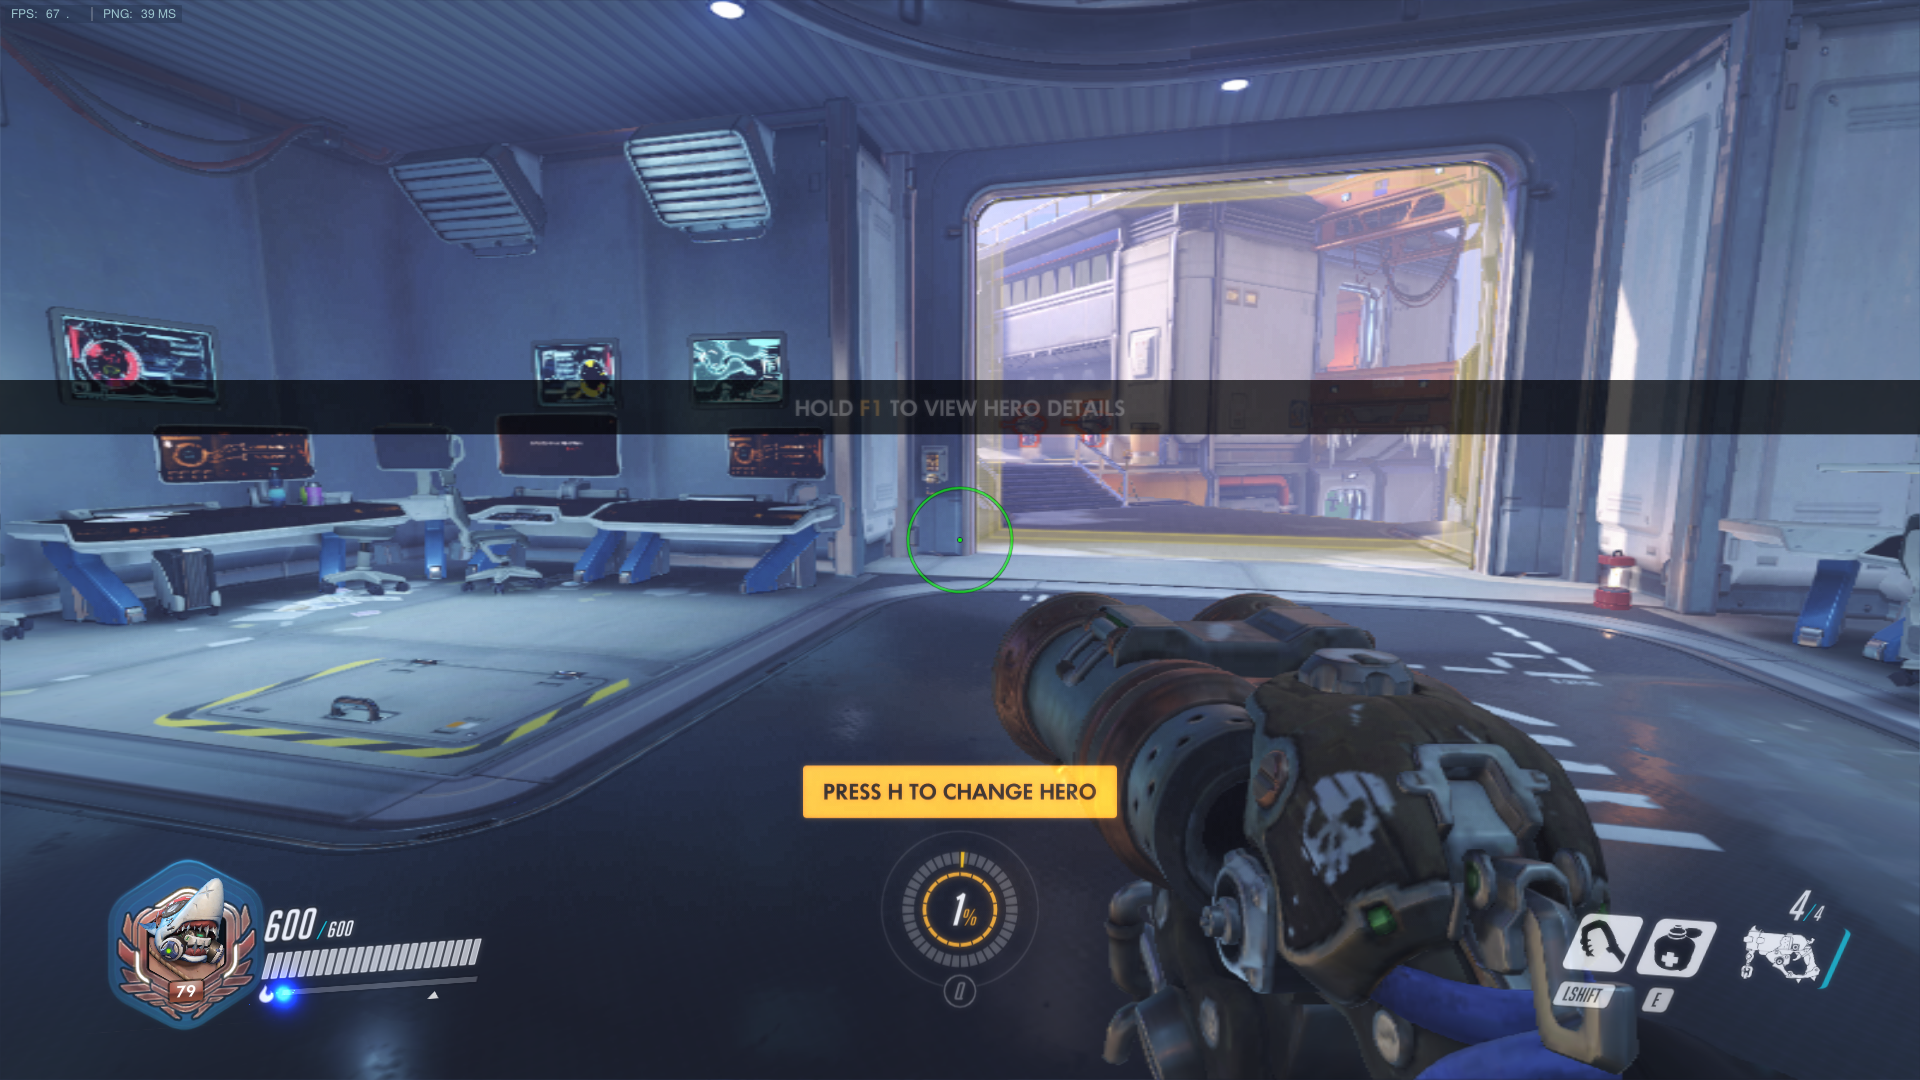 FPS: 67 . | PNG: 39 MS
HOLD F1 TO VIEW HERO DETAILS
PRESS H TO CHANGE HERO
79
600/600
1%
Q
LSHIFT
E
4/4